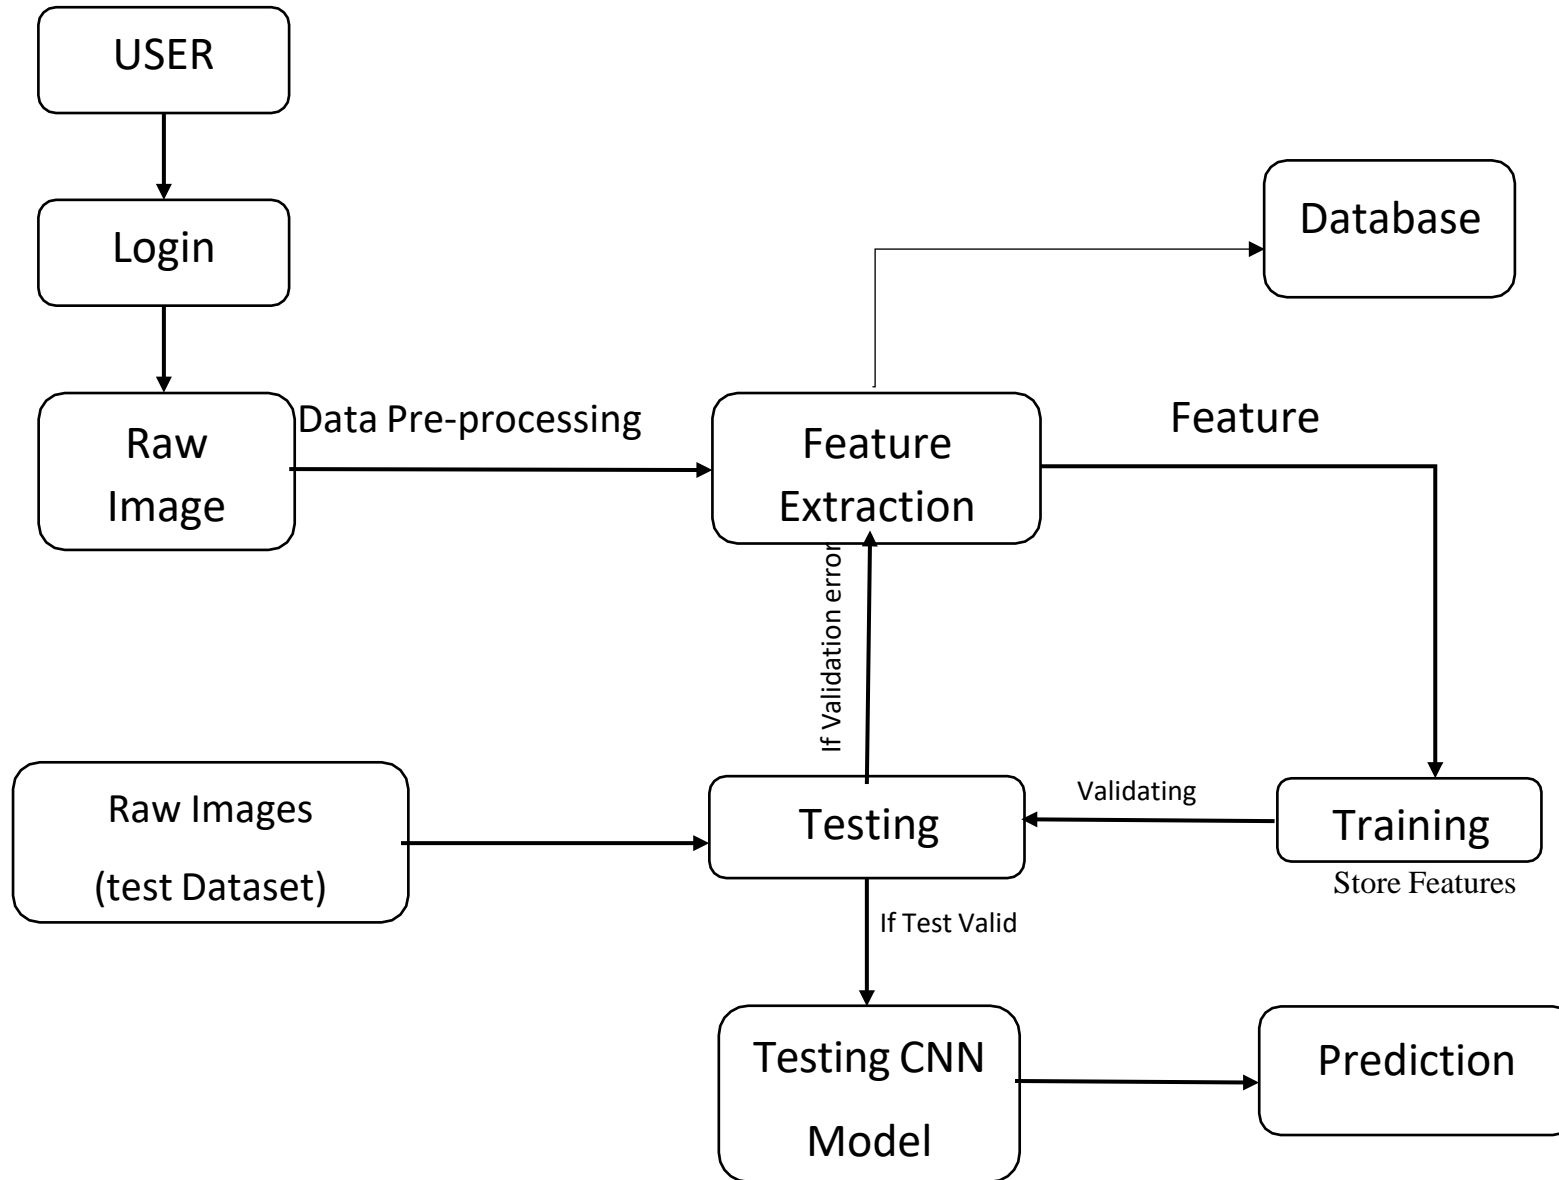 USER
Login
Database
Raw
Image
Data Pre-processing
Feature
Extraction
Feature
If Validation error
Raw Images
(test Dataset)
Testing
Validating
Training
Store Features
If Test Valid
Testing CNN
Model
Prediction